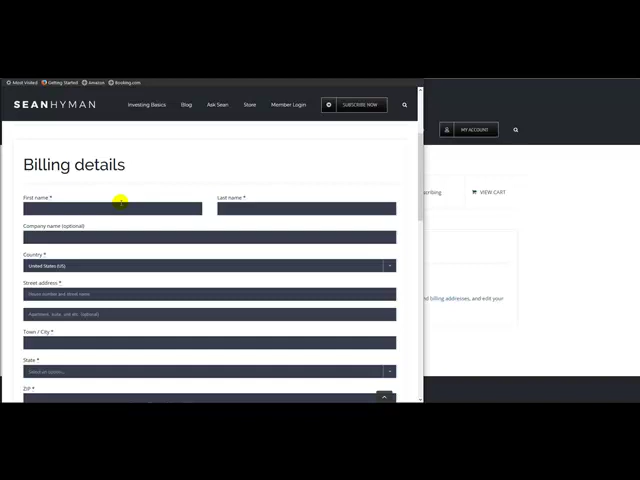 Most Visited Getting Started Amazon Booking.com
SEANHYMAN Investing Basics Blog Ask Sean Store Member Login SUBSCRIBE NOW
MY ACCOUNT
Billing details
scribing VIEW CART
First name * Last name *
Company name (optional)
Country *
United States (US)
Street address *
House number and street name
nd billing addresses, and edit your
Apartment, suite, unit etc. (optional)
Town / City *
State *
Select an option...
ZIP *